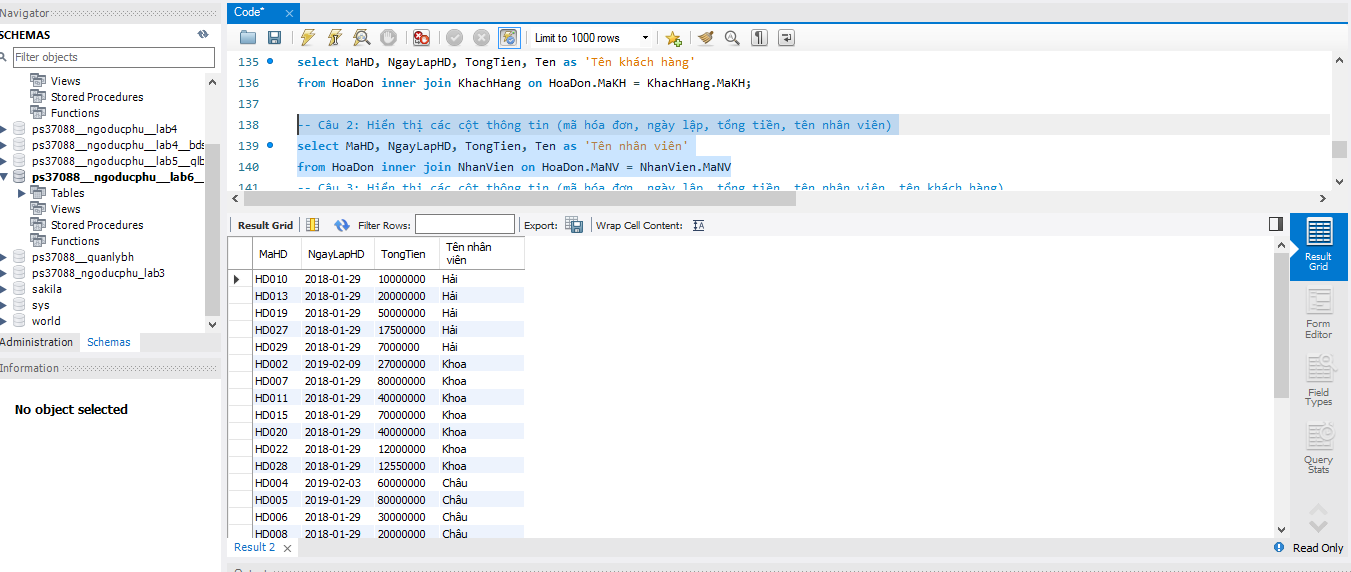 Navigator
SCHEMAS
Filter objects
Views
Stored Procedures
Functions
ps37088__ngoducphu__lab4
ps37088__ngoducphu__lab4__bds
ps37088__ngoducphu__lab5__qlb
ps37088__ngoducphu__lab6__
Tables
Views
Stored Procedures
Functions
ps37088__quanlybh
ps37088_ngoducphu_lab3
sakila
sys
world
Administration Schemas
Information
No object selected
Code*
Limit to 1000 rows
135 select MaHD, NgayLapHD, TongTien, Ten as 'Tên khách hàng'
136 from HoaDon inner join KhachHang on HoaDon.MaKH = KhachHang.MaKH;
137
138 -- Câu 2: Hiển thị các cột thông tin (mã hóa đơn, ngày lập, tổng tiền, tên nhân viên)
139 select MaHD, NgayLapHD, TongTien, Ten as 'Tên nhân viên'
140 from HoaDon inner join NhanVien on HoaDon.MaNV = NhanVien.MaNV
141 -- Câu 3: Hiển thị các cột thông tin (mã hóa đơn, ngày lập, tổng tiền, tên nhân viên, tên khách hàng)
Result Grid Filter Rows: Export: Wrap Cell Content:
MaHD NgayLapHD TongTien Tên nhân viên
HD010 2018-01-29 10000000 Hải
HD013 2018-01-29 20000000 Hải
HD019 2018-01-29 50000000 Hải
HD027 2018-01-29 17500000 Hải
HD029 2018-01-29 7000000 Hải
HD002 2019-02-09 27000000 Khoa
HD007 2018-01-29 80000000 Khoa
HD011 2018-01-29 40000000 Khoa
HD015 2018-01-29 70000000 Khoa
HD020 2018-01-29 40000000 Khoa
HD022 2018-01-29 12000000 Khoa
HD028 2018-01-29 12550000 Khoa
HD004 2019-02-03 60000000 Châu
HD005 2019-01-29 80000000 Châu
HD006 2018-01-29 30000000 Châu
HD008 2018-01-29 20000000 Châu
Result Grid
Form Editor
Field Types
Query Stats
Result 2
Read Only